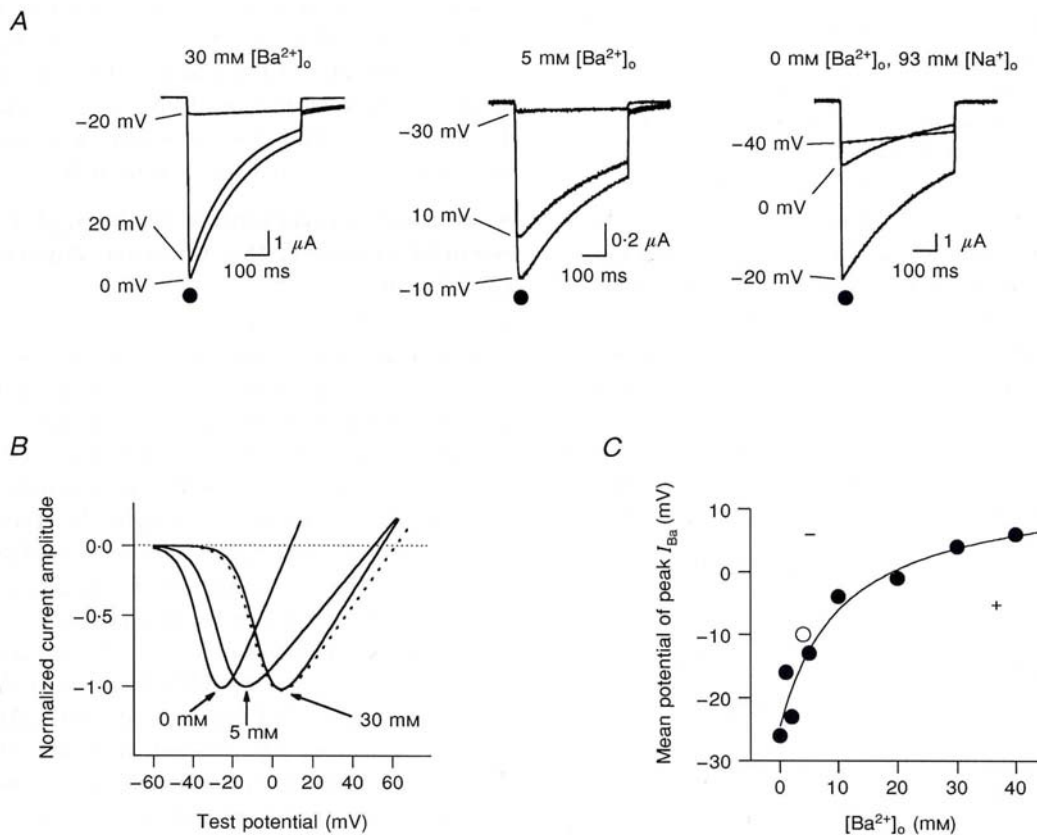 A
30 mM [Ba²⁺]ₒ
5 mM [Ba²⁺]ₒ
0 mM [Ba²⁺]ₒ, 93 mM [Na⁺]ₒ
−20 mV
20 mV
0 mV
1 μA
100 ms
−30 mV
10 mV
−10 mV
0·2 μA
100 ms
−40 mV
0 mV
−20 mV
1 μA
100 ms
B
Normalized current amplitude
0·0
−0·5
−1·0
0 mM
5 mM
30 mM
−60 −40 −20 0 20 40 60
Test potential (mV)
C
Mean potential of peak I_Ba (mV)
10
0
−10
−20
−30
−
+
0 10 20 30 40
[Ba²⁺]ₒ (mM)